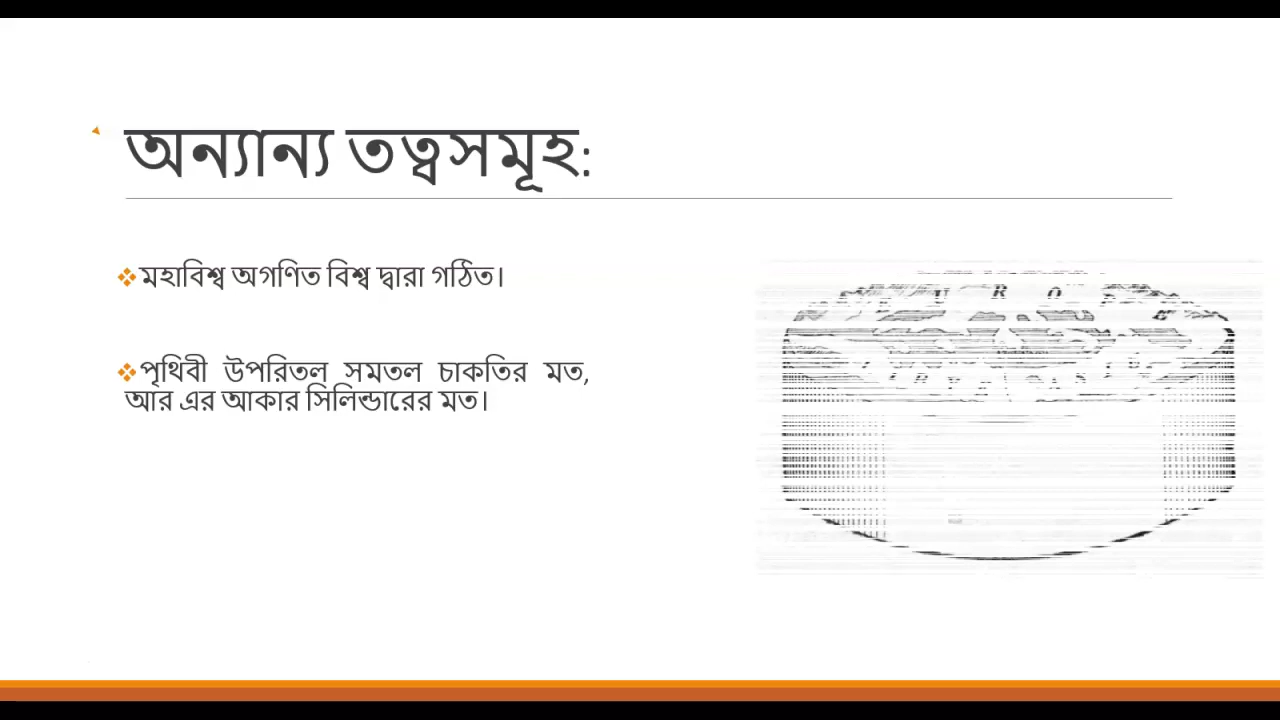 অন্যান্য তত্বসমূহ:
মহাবিশ্ব অগণিত বিশ্ব দ্বারা গঠিত।
পৃথিবী উপরিতল সমতল চাকতির মত,
আর এর আকার সিলিন্ডারের মত।